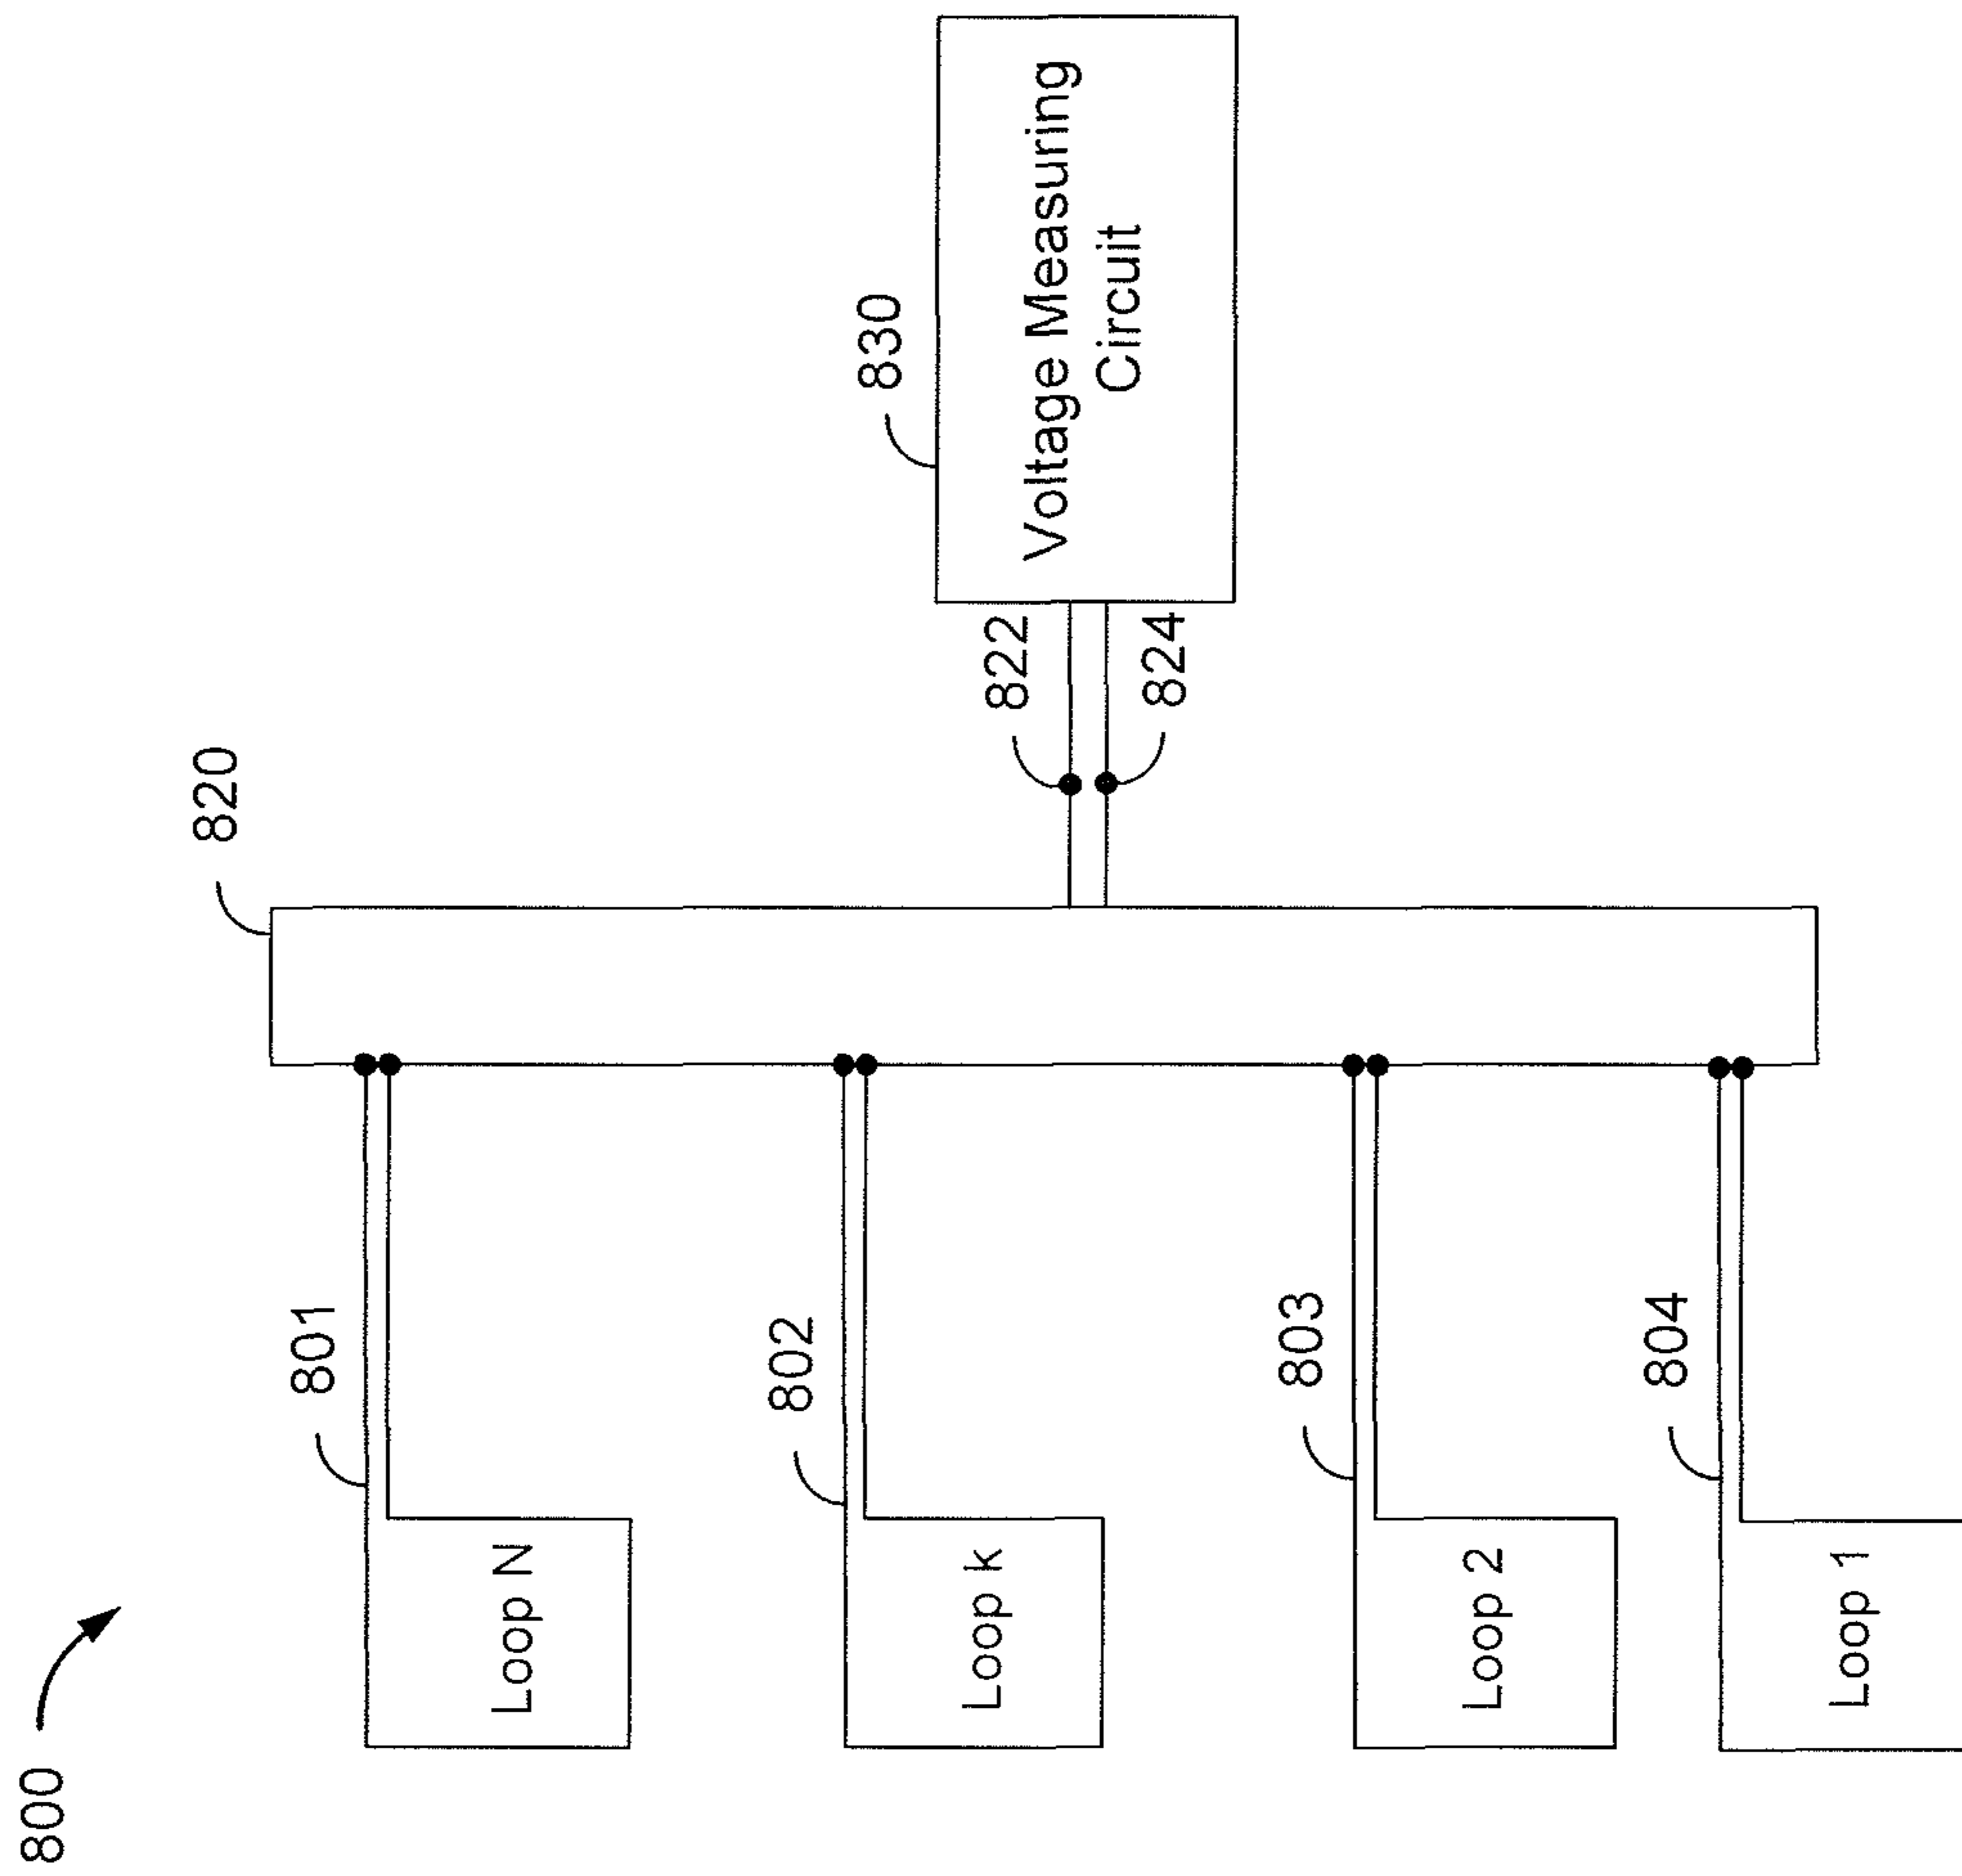 800
801
Loop N
802
Loop k
803
Loop 2
804
Loop 1
820
822
824
830
Voltage Measuring
Circuit